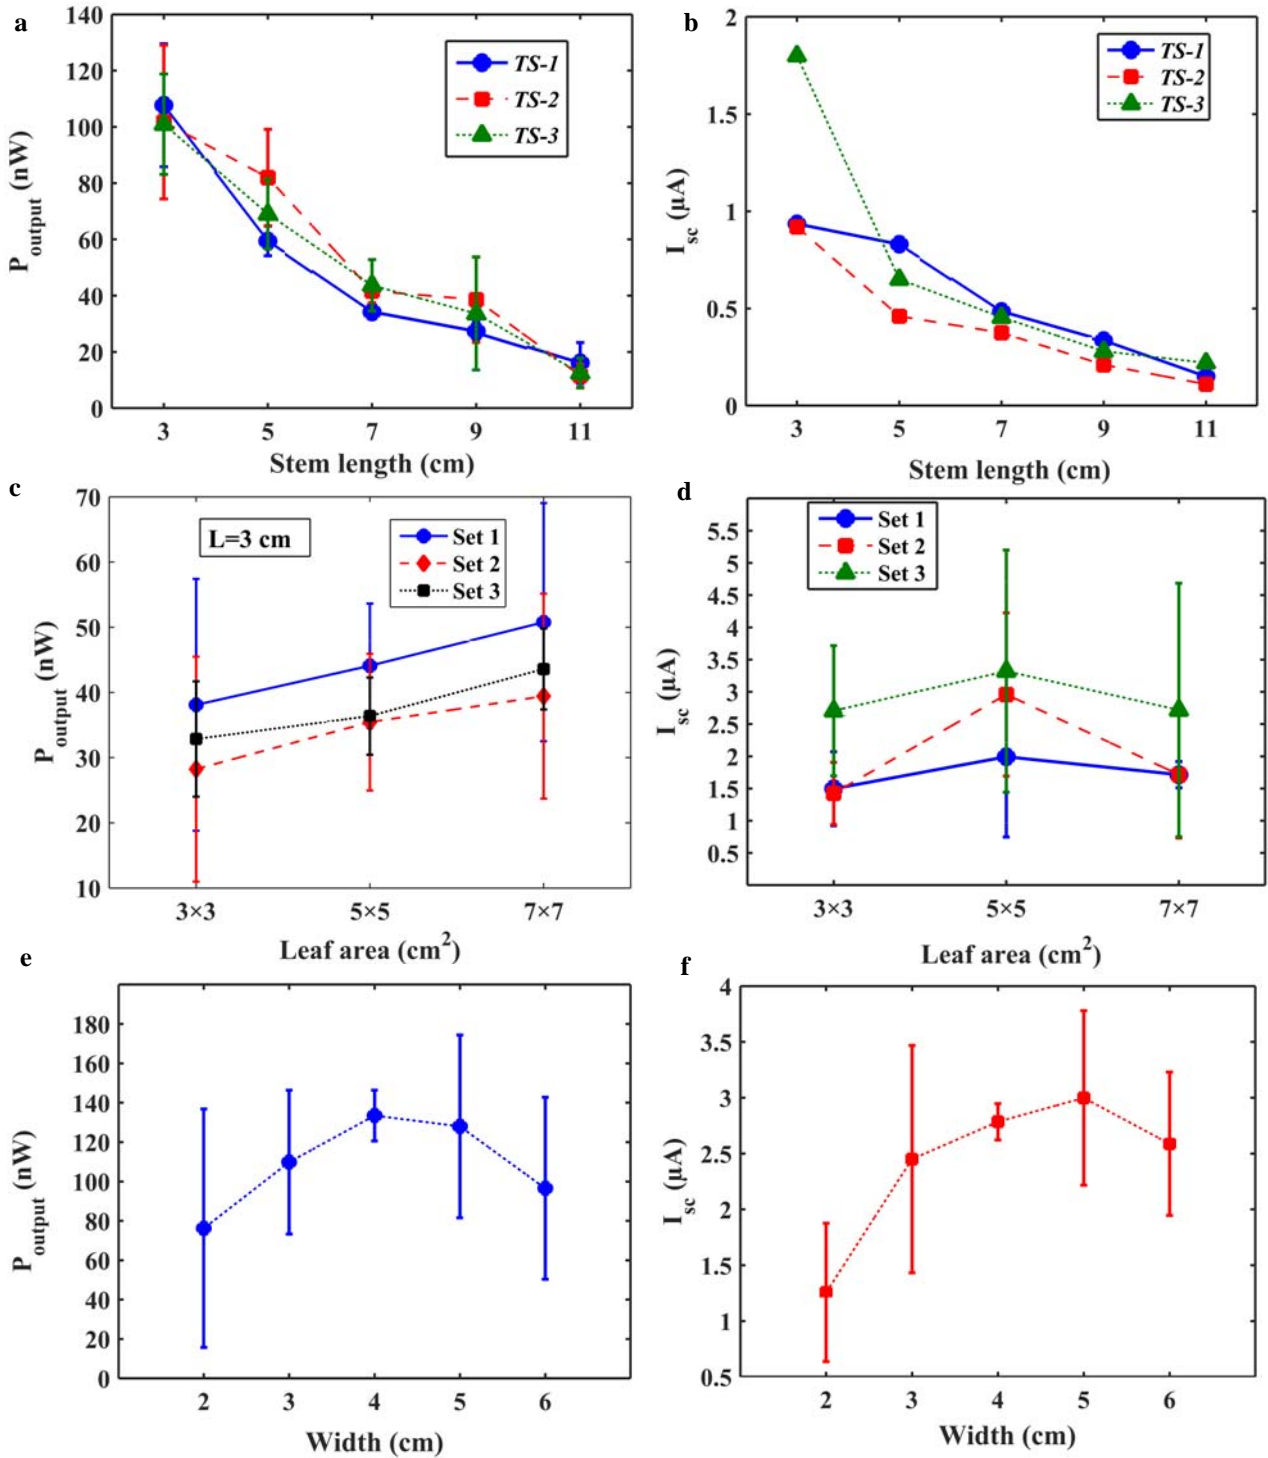 a
140
120
100
80
60
40
20
0
3 5 7 9 11
P_output (nW)
Stem length (cm)
TS-1
TS-2
TS-3
b
2
1.5
1
0.5
0
3 5 7 9 11
I_sc (μA)
Stem length (cm)
TS-1
TS-2
TS-3
c
70
60
50
40
30
20
10
3×3 5×5 7×7
P_output (nW)
Leaf area (cm²)
L=3 cm
Set 1
Set 2
Set 3
d
5.5
5
4.5
4
3.5
3
2.5
2
1.5
1
0.5
3×3 5×5 7×7
I_sc (μA)
Leaf area (cm²)
Set 1
Set 2
Set 3
e
180
160
140
120
100
80
60
40
20
0
2 3 4 5 6
P_output (nW)
Width (cm)
f
4
3.5
3
2.5
2
1.5
1
0.5
2 3 4 5 6
I_sc (μA)
Width (cm)